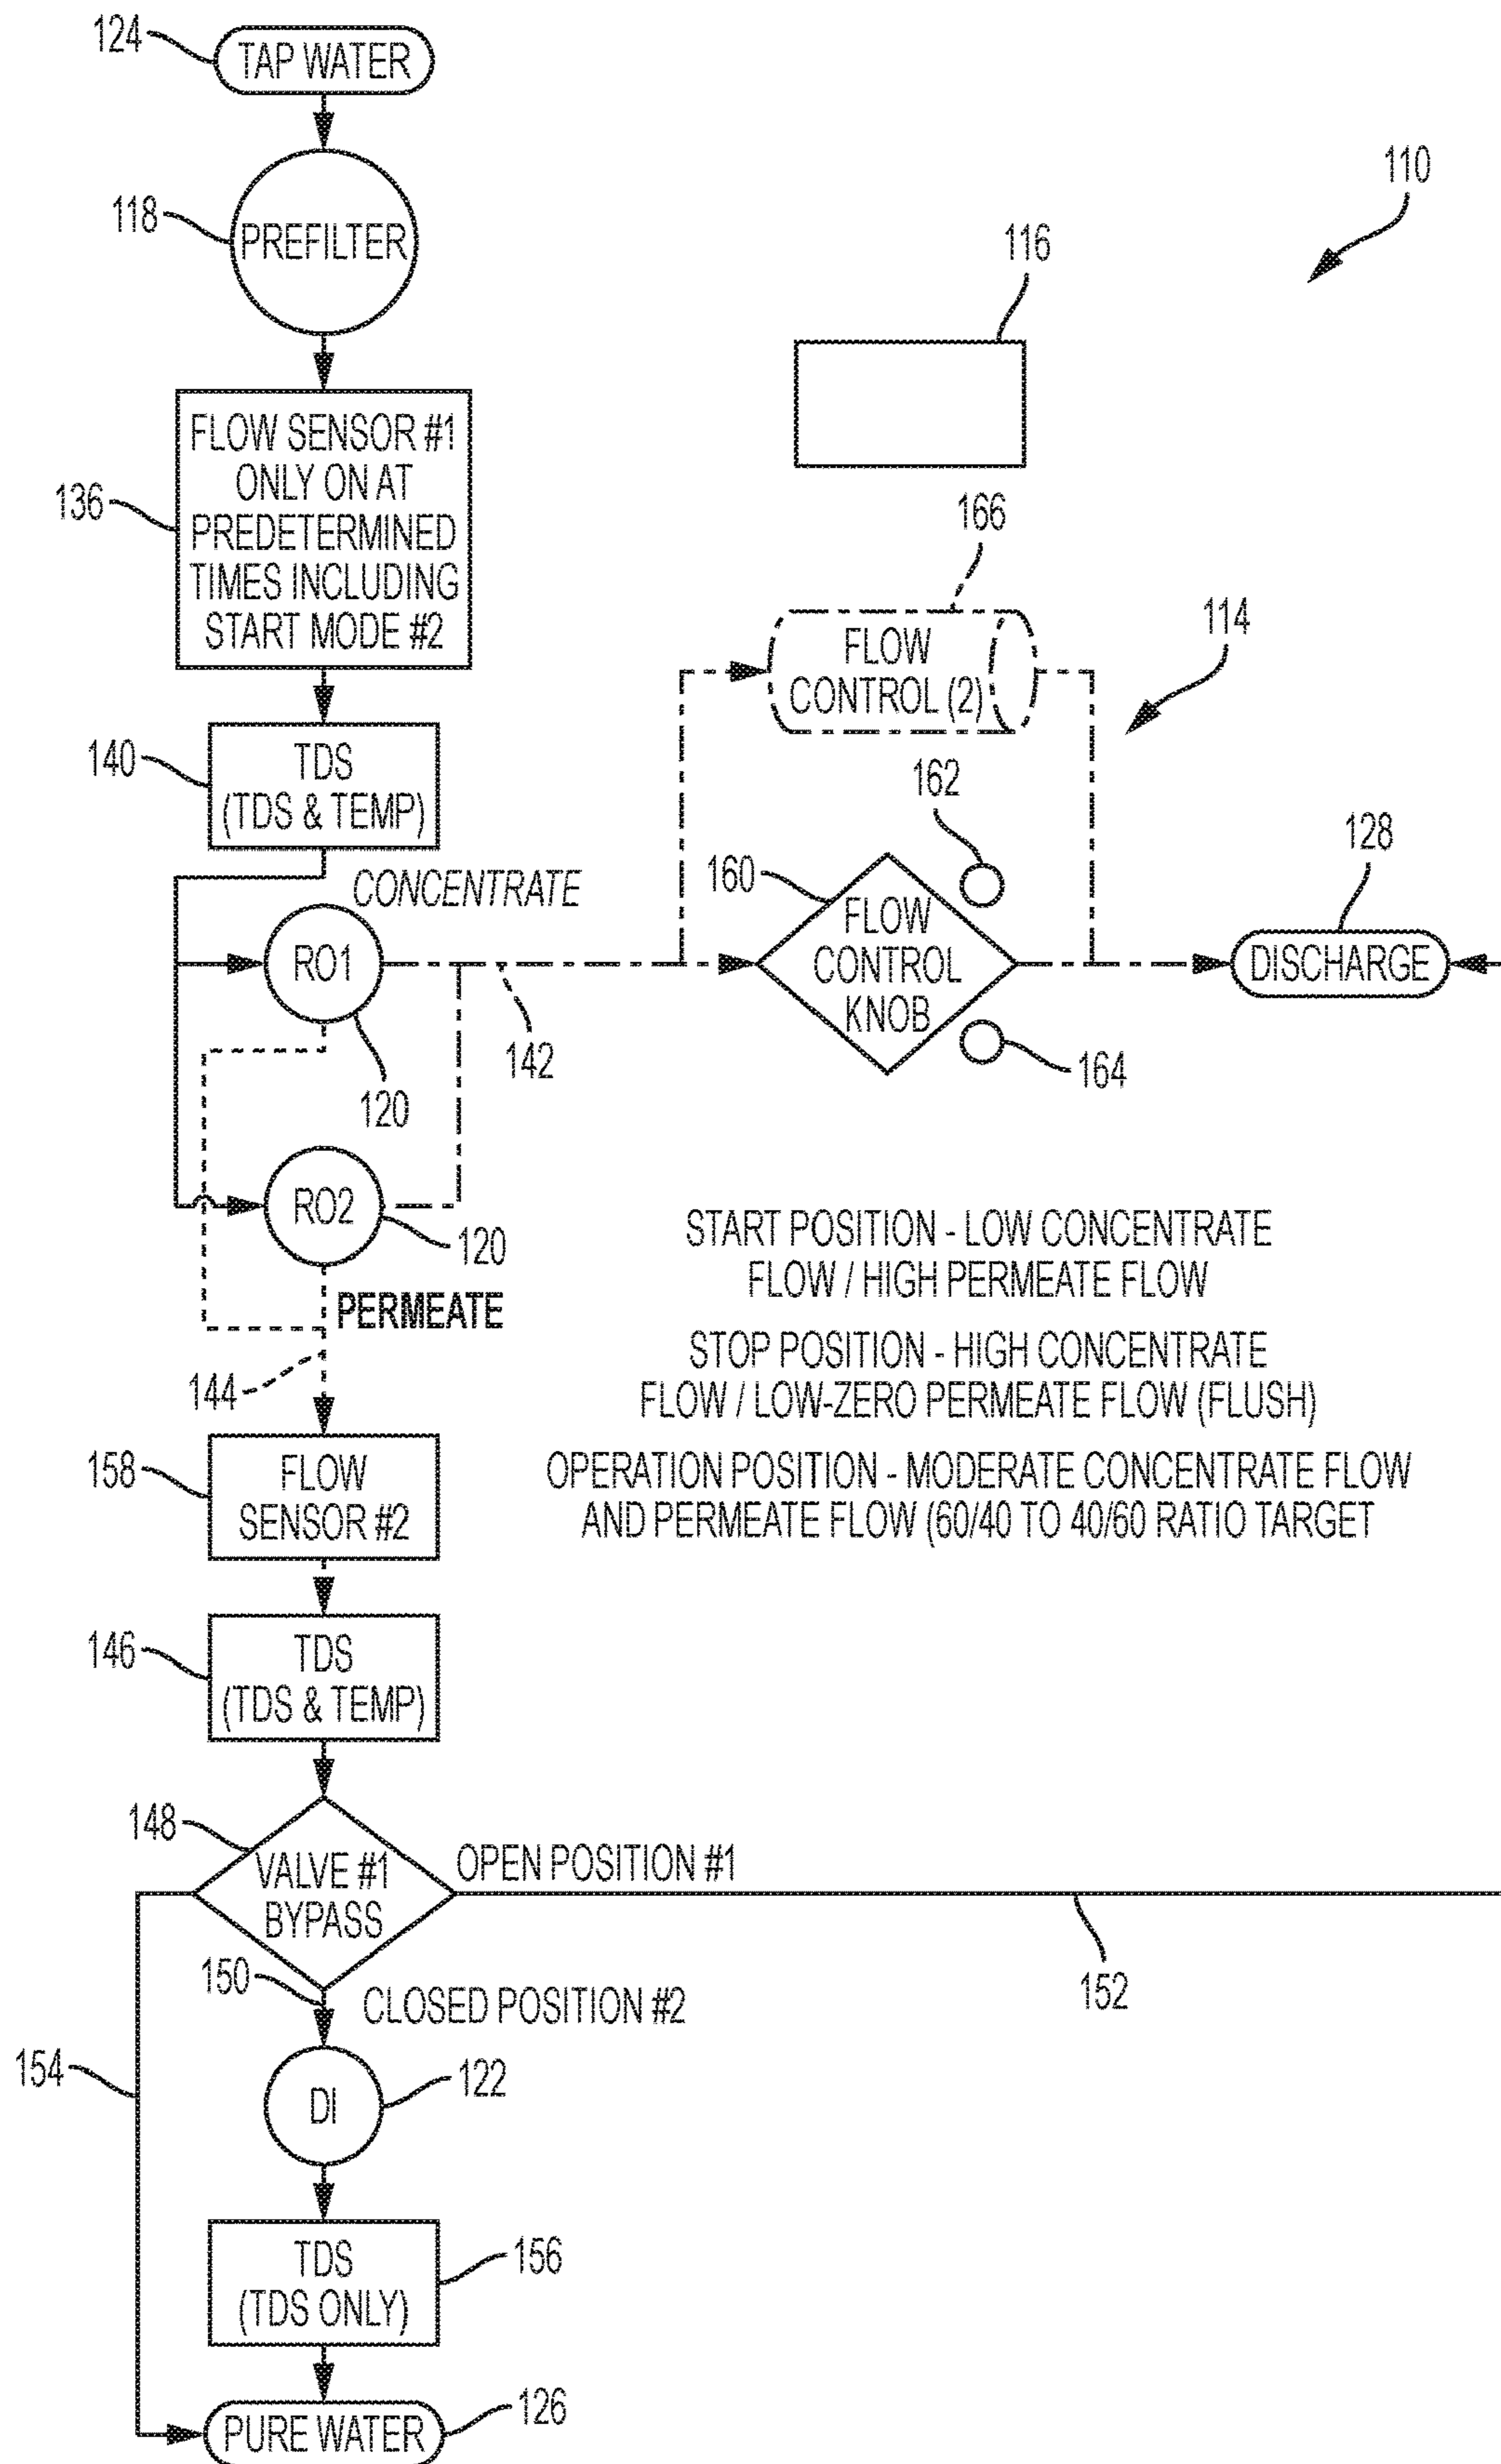 124
TAP WATER
110
118
PREFILTER
116
136
FLOW SENSOR #1
ONLY ON AT
PREDETERMINED
TIMES INCLUDING
START MODE #2
166
FLOW
CONTROL (2)
114
140
TDS
(TDS & TEMP)
162
128
CONCENTRATE
160
FLOW
CONTROL
KNOB
RO1
DISCHARGE
142
164
120
RO2
120
START POSITION - LOW CONCENTRATE
FLOW / HIGH PERMEATE FLOW
PERMEATE
STOP POSITION - HIGH CONCENTRATE
FLOW / LOW-ZERO PERMEATE FLOW (FLUSH)
144
158
FLOW
SENSOR #2
OPERATION POSITION - MODERATE CONCENTRATE FLOW
AND PERMEATE FLOW (60/40 TO 40/60 RATIO TARGET
146
TDS
(TDS & TEMP)
148
VALVE #1
BYPASS
OPEN POSITION #1
150
CLOSED POSITION #2
152
154
DI
122
TDS
(TDS ONLY)
156
PURE WATER
126